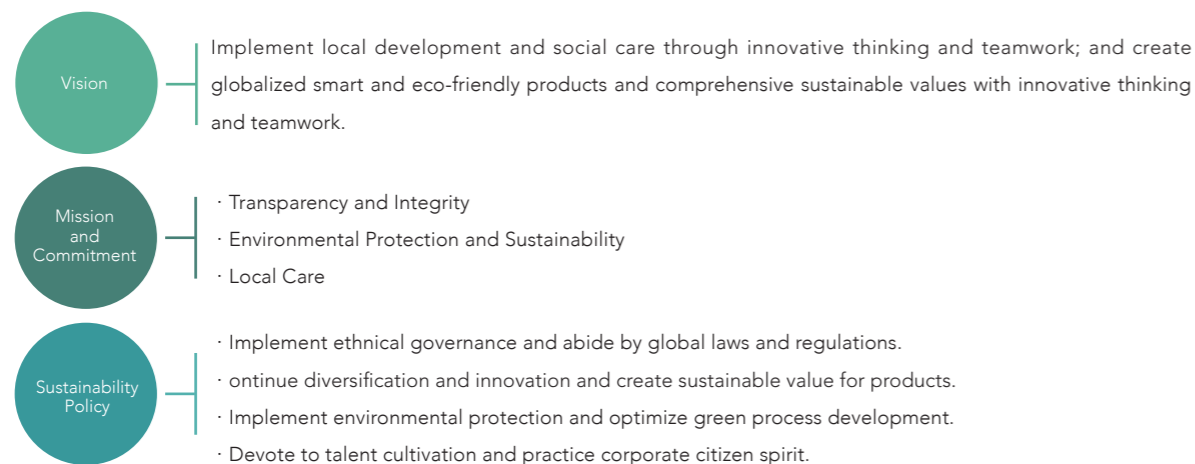 Vision
Implement local development and social care through innovative thinking and teamwork; and create
globalized smart and eco-friendly products and comprehensive sustainable values with innovative thinking
and teamwork.
Mission
and
Commitment
· Transparency and Integrity
· Environmental Protection and Sustainability
· Local Care
Sustainability
Policy
· Implement ethnical governance and abide by global laws and regulations.
· ontinue diversification and innovation and create sustainable value for products.
· Implement environmental protection and optimize green process development.
· Devote to talent cultivation and practice corporate citizen spirit.